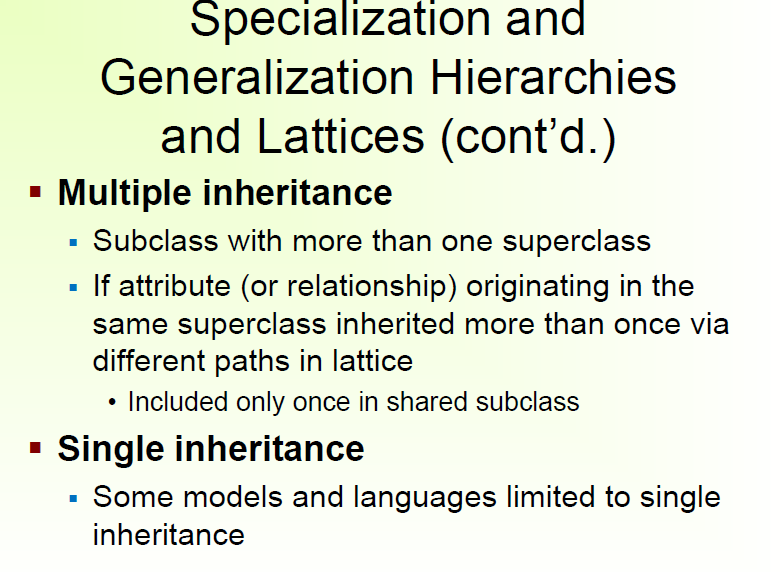 Specialization and
Generalization Hierarchies
and Lattices (cont’d.)
▪ Multiple inheritance
▪ Subclass with more than one superclass
▪ If attribute (or relationship) originating in the
same superclass inherited more than once via
different paths in lattice
• Included only once in shared subclass
▪ Single inheritance
▪ Some models and languages limited to single
inheritance